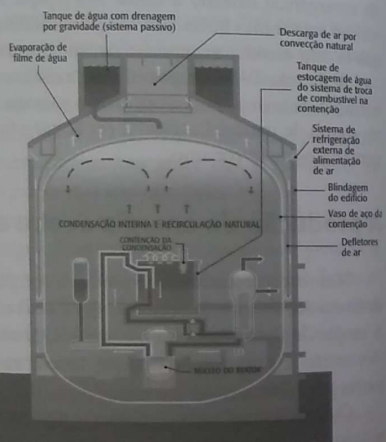 Tanque de água com drenagem
por gravidade (sistema passivo)
Evaporação de
filme de água
Descarga de ar por
convecção natural
Tanque de
estocagem de água
do sistema de troca
de combustível na
contenção
Sistema de
refrigeração
externa de
alimentação
de ar
Blindagem
do edifício
Vaso de aço da
contenção
Defletores
de ar
CONDENSAÇÃO INTERNA E RECIRCULAÇÃO NATURAL
CONTENÇÃO DA
CONDENSAÇÃO
NÚCLEO DO REATOR